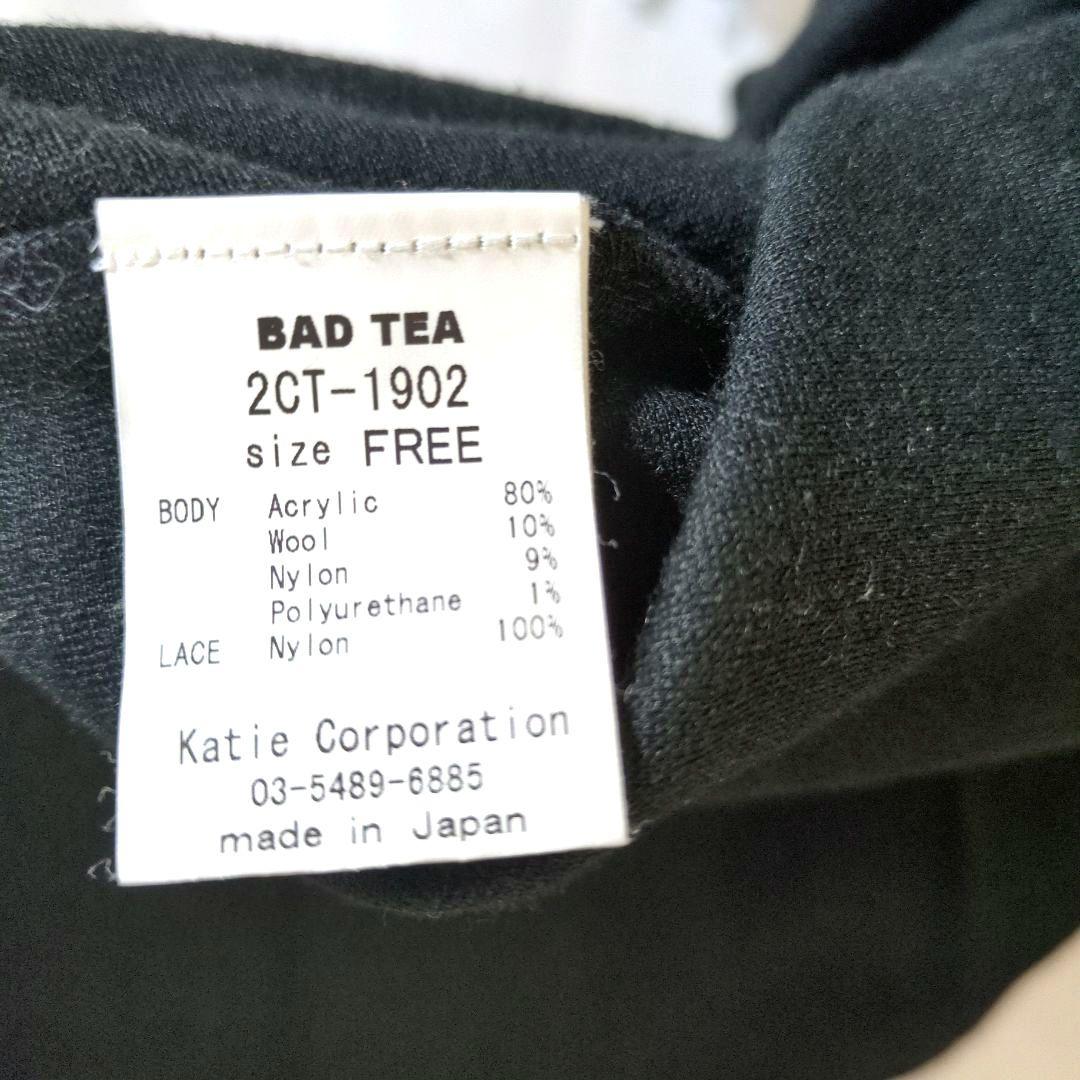 BAD TEA
2CT-1902
size FREE
BODY Acrylic 80%
Wool 10%
Nylon 9%
Polyurethane 1%
LACE Nylon 100%
Katie Corporation
03-5489-6885
made in Japan